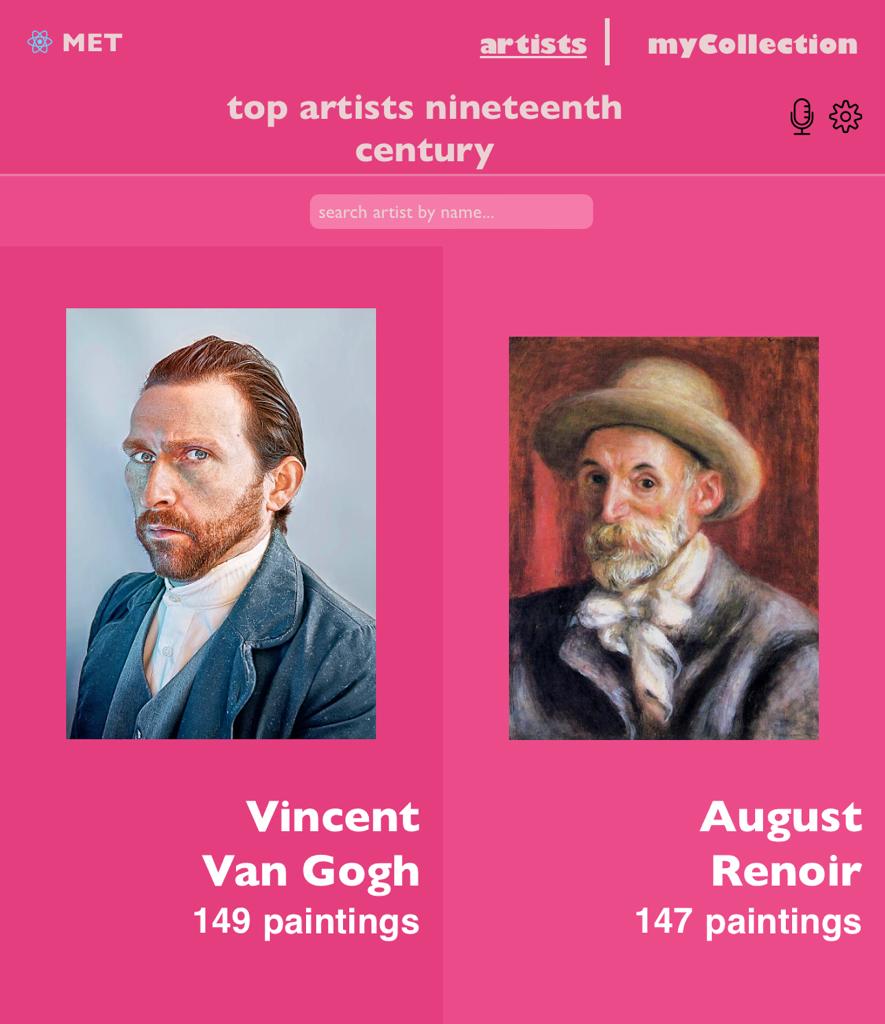 MET
artists
myCollection
top artists nineteenth
century
search artist by name...
Vincent
Van Gogh
149 paintings
August
Renoir
147 paintings